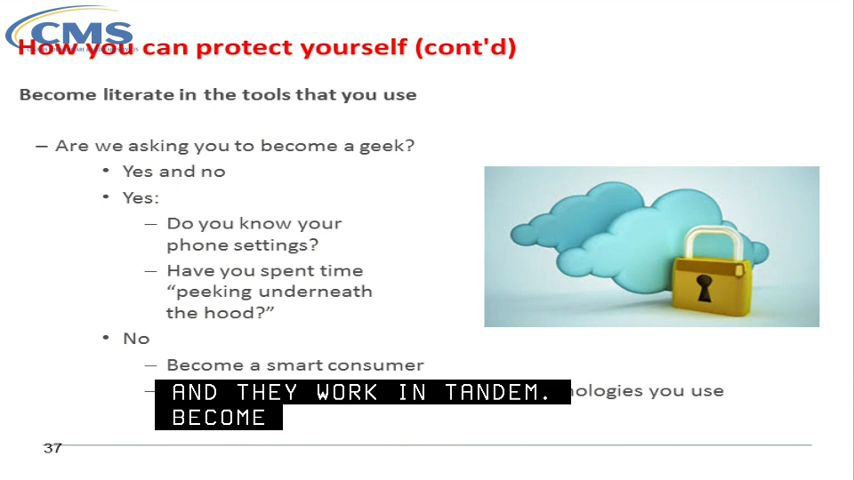 CMS
How you can protect yourself (cont'd)
Become literate in the tools that you use
– Are we asking you to become a geek?
• Yes and no
• Yes:
– Do you know your
phone settings?
– Have you spent time
“peeking underneath
the hood?”
• No
– Become a smart consumer
– nologies you use
AND THEY WORK IN TANDEM.
BECOME
37